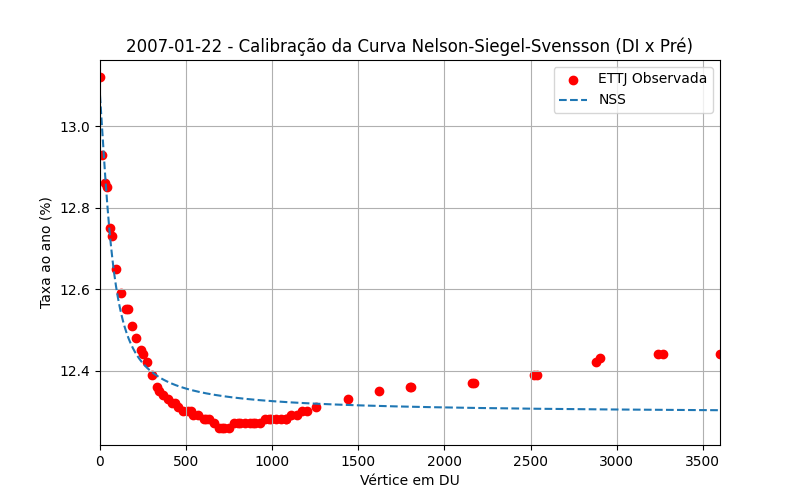 2007-01-22 - Calibração da Curva Nelson-Siegel-Svensson (DI x Pré)
ETTJ Observada
NSS
13.0
12.8
12.6
12.4
Taxa ao ano (%)
0 500 1000 1500 2000 2500 3000 3500
Vértice em DU